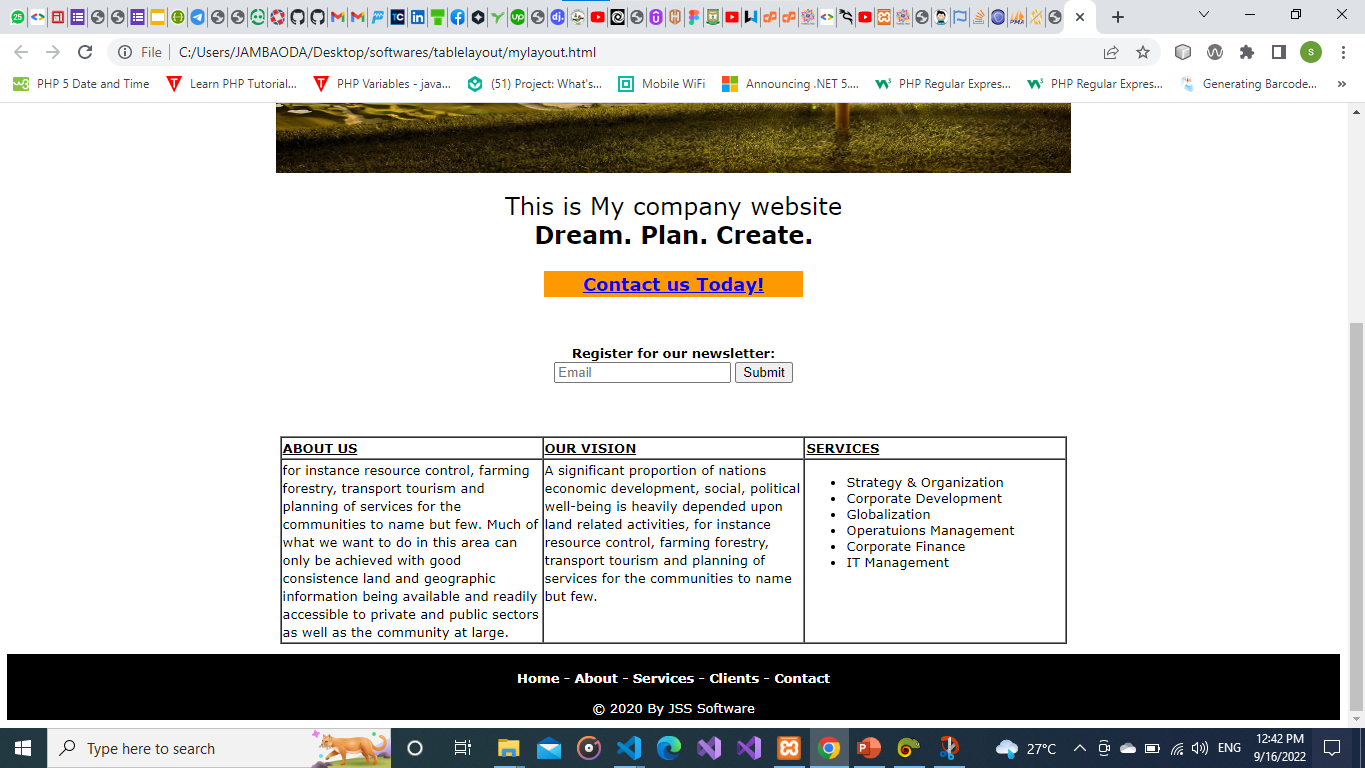 File | C:/Users/JAMBAODA/Desktop/softwares/tablelayout/mylayout.html
PHP 5 Date and Time
Learn PHP Tutorial...
PHP Variables - java...
(51) Project: What's...
Mobile WiFi
Announcing .NET 5....
PHP Regular Expres...
PHP Regular Expres...
Generating Barcode...
»
This is My company website
Dream. Plan. Create.
Contact us Today!
Register for our newsletter:
Email Submit
ABOUT US
for instance resource control, farming
forestry, transport tourism and
planning of services for the
communities to name but few. Much of
what we want to do in this area can
only be achieved with good
consistence land and geographic
information being available and readily
accessible to private and public sectors
as well as the community at large.
OUR VISION
A significant proportion of nations
economic development, social, political
well-being is heavily depended upon
land related activities, for instance
resource control, farming forestry,
transport tourism and planning of
services for the communities to name
but few.
SERVICES
• Strategy & Organization
• Corporate Development
• Globalization
• Operatuions Management
• Corporate Finance
• IT Management
Home - About - Services - Clients - Contact
© 2020 By JSS Software
Type here to search
27°C
ENG
12:42 PM
9/16/2022